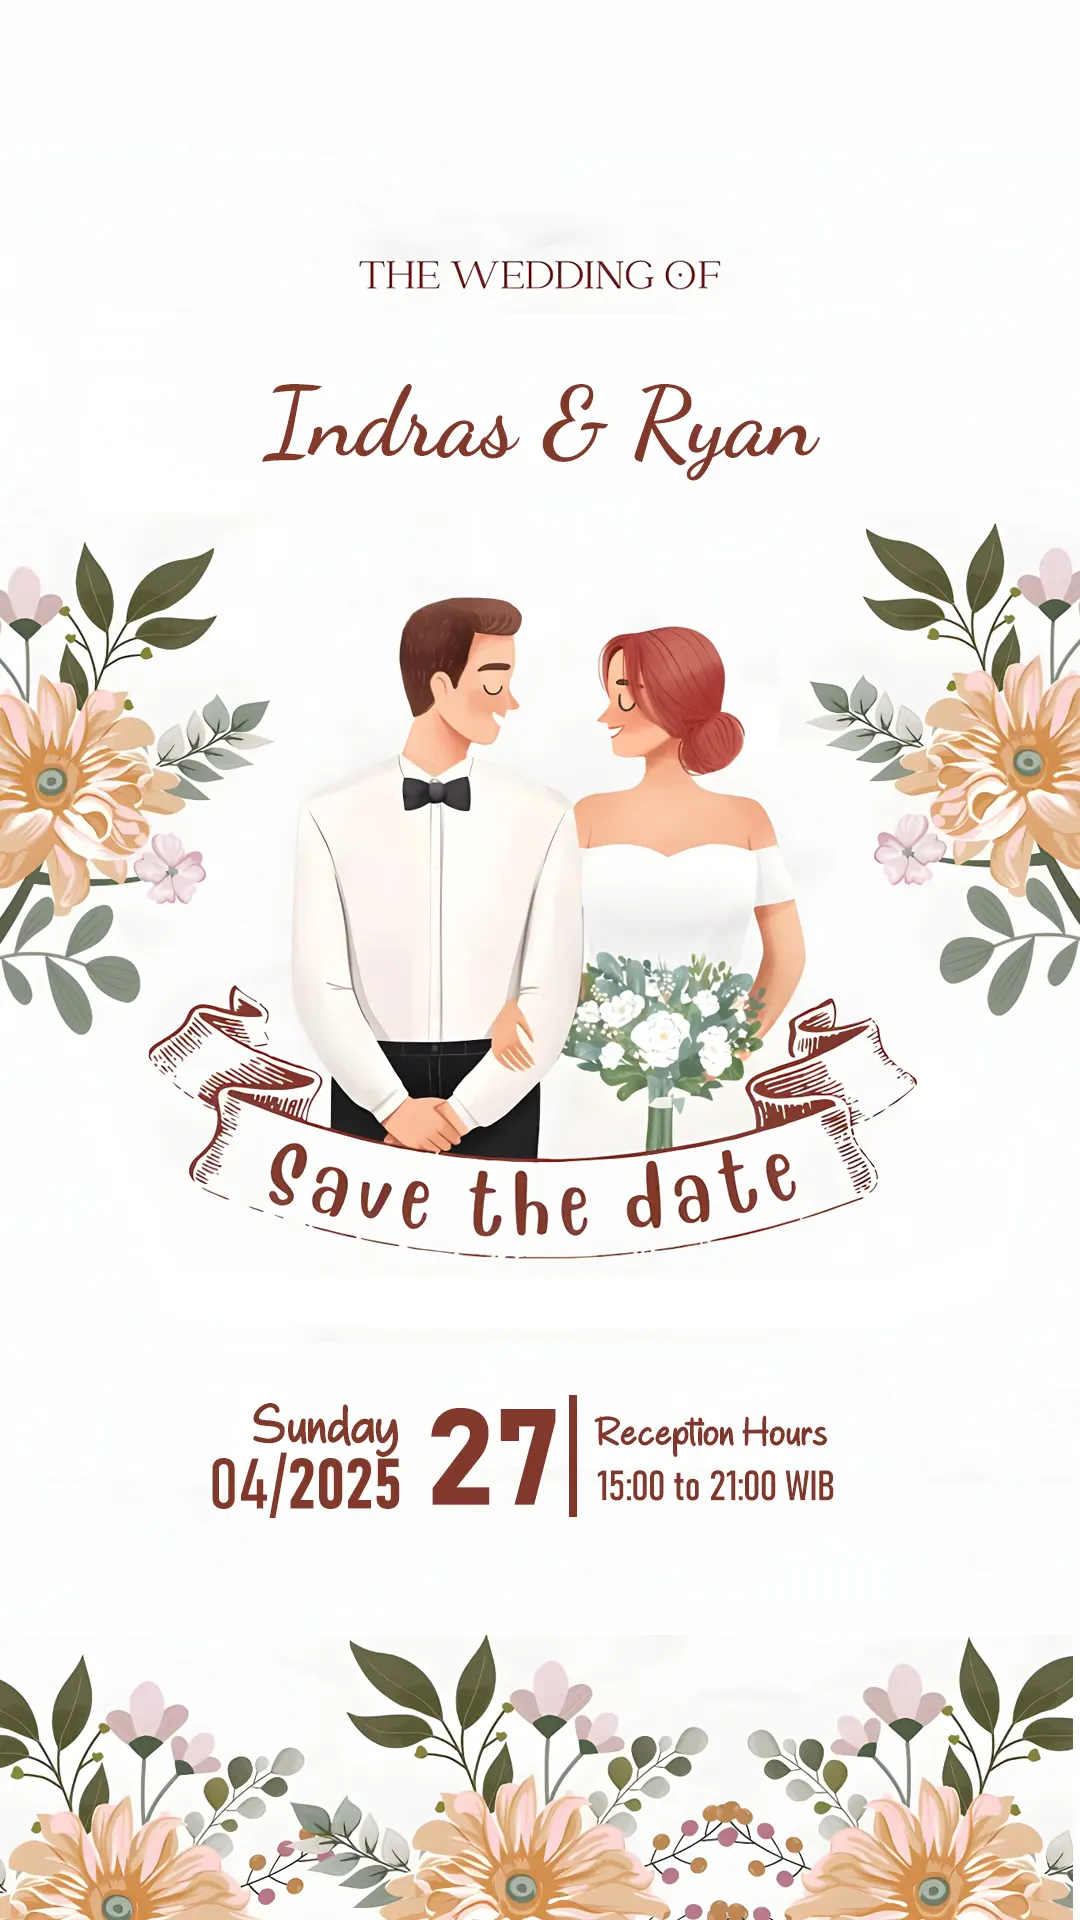 THE WEDDING OF
Indras & Ryan
Save the date
Sunday
04/2025
27
Reception Hours
15:00 to 21:00 WIB